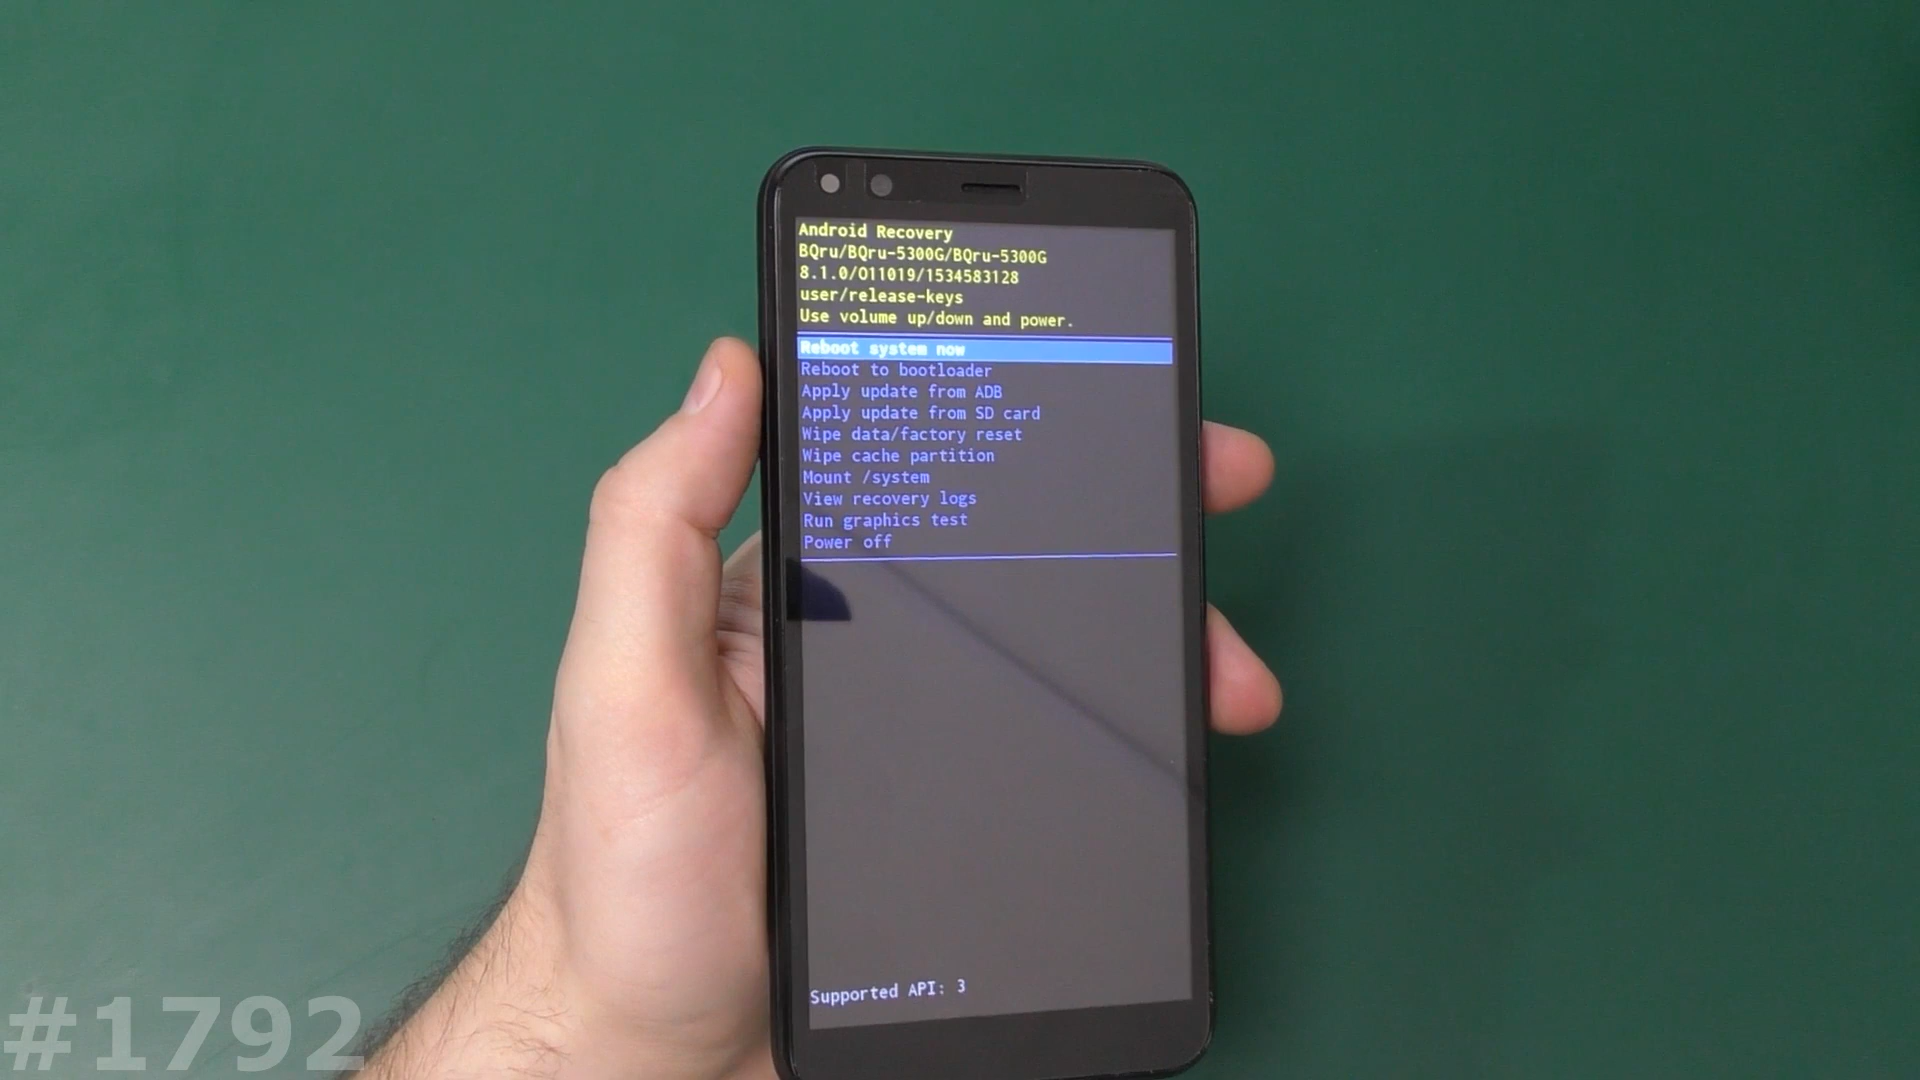 Android Recovery
BQru/BQru-5300G/BQru-5300G
8.1.0/O11019/1534583128
user/release-keys
Use volume up/down and power.
Reboot system now
Reboot to bootloader
Apply update from ADB
Apply update from SD card
Wipe data/factory reset
Wipe cache partition
Mount /system
View recovery logs
Run graphics test
Power off
Supported API: 3
#1792